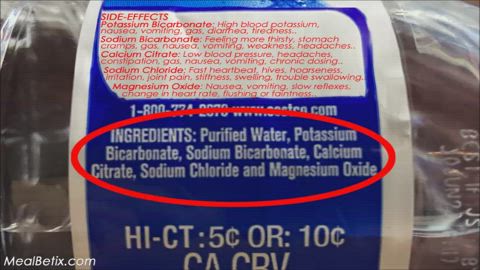 SIDE-EFFECTS
Potassium Bicarbonate: High blood potassium,
nausea, vomiting, gas, diarrhea, tiredness..
Sodium Bicarbonate: Feeling more thirsty, stomach
cramps, gas, nausea, vomiting, weakness, headaches..
Calcium Citrate: Low blood pressure, headaches,
constipation, gas, nausea, vomiting, chronic dosing..
Sodium Chloride: Fast heartbeat, hives, hoarseness,
irritation, joint pain, stiffness, swelling, trouble swallowing.
Magnesium Oxide: Nausea, vomiting, slow reflexes,
change in heart rate, flushing or faintness..
INGREDIENTS: Purified Water, Potassium
Bicarbonate, Sodium Bicarbonate, Calcium
Citrate, Sodium Chloride and Magnesium Oxide
HI-CT:5¢ OR: 10¢
CA CRV
MealBetix.com